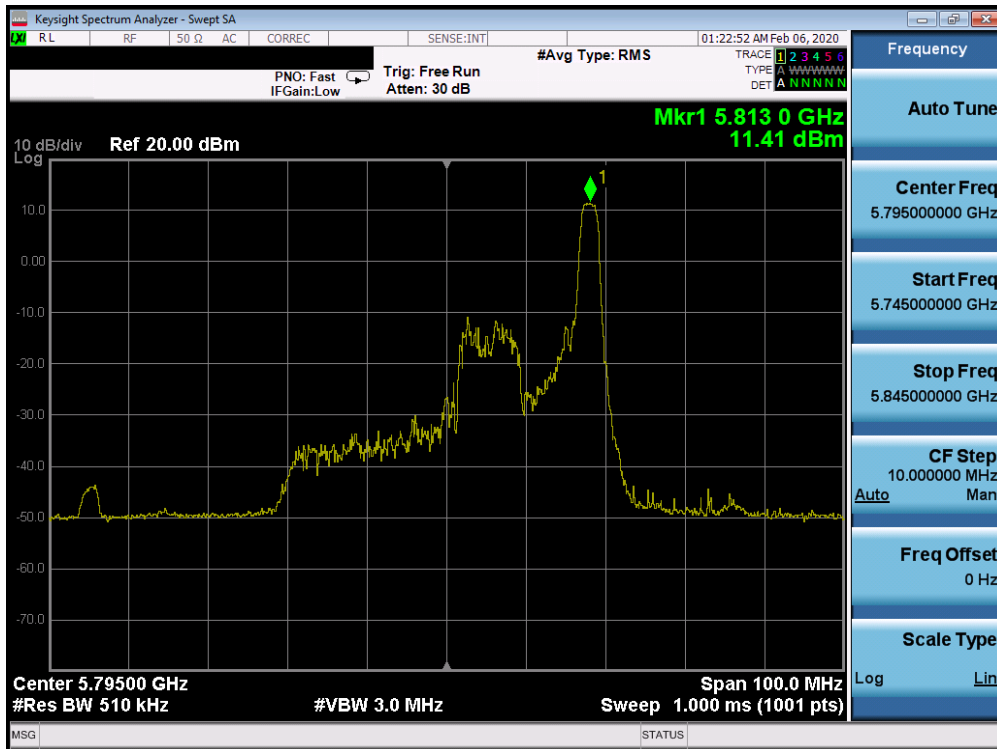 Keysight Spectrum Analyzer - Swept SA
LXI RL RF 50 Ω AC CORREC SENSE:INT 01:22:52 AM Feb 06, 2020
PNO: Fast
IFGain:Low
Trig: Free Run
Atten: 30 dB
#Avg Type: RMS
TRACE 1 2 3 4 5 6
TYPE A WWWWW
DET A N N N N N
Mkr1 5.813 0 GHz
11.41 dBm
10 dB/div Ref 20.00 dBm
Log
1
10.0
0.00
-10.0
-20.0
-30.0
-40.0
-50.0
-60.0
-70.0
Center 5.79500 GHz Span 100.0 MHz
#Res BW 510 kHz #VBW 3.0 MHz Sweep 1.000 ms (1001 pts)
MSG STATUS
Frequency
Auto Tune
Center Freq
5.795000000 GHz
Start Freq
5.745000000 GHz
Stop Freq
5.845000000 GHz
CF Step
10.000000 MHz
Auto Man
Freq Offset
0 Hz
Scale Type
Log Lin